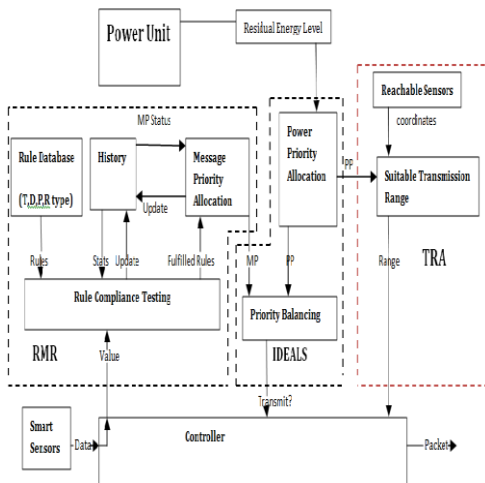 Power Unit
Residual Energy Level
Reachable Sensors
coordinates
MP Status
Rule Database
(T,D,P,R type)
History
Message
Priority
Allocation
Update
Power
Priority
Allocation
PP
Suitable Transmission
Range
Rules
Stats
Update
Fulfilled Rules
MP
PP
Range
TRA
Rule Compliance Testing
Priority Balancing
RMR
Value
IDEALS
Transmit?
Smart
Sensors
Data
Controller
Packet